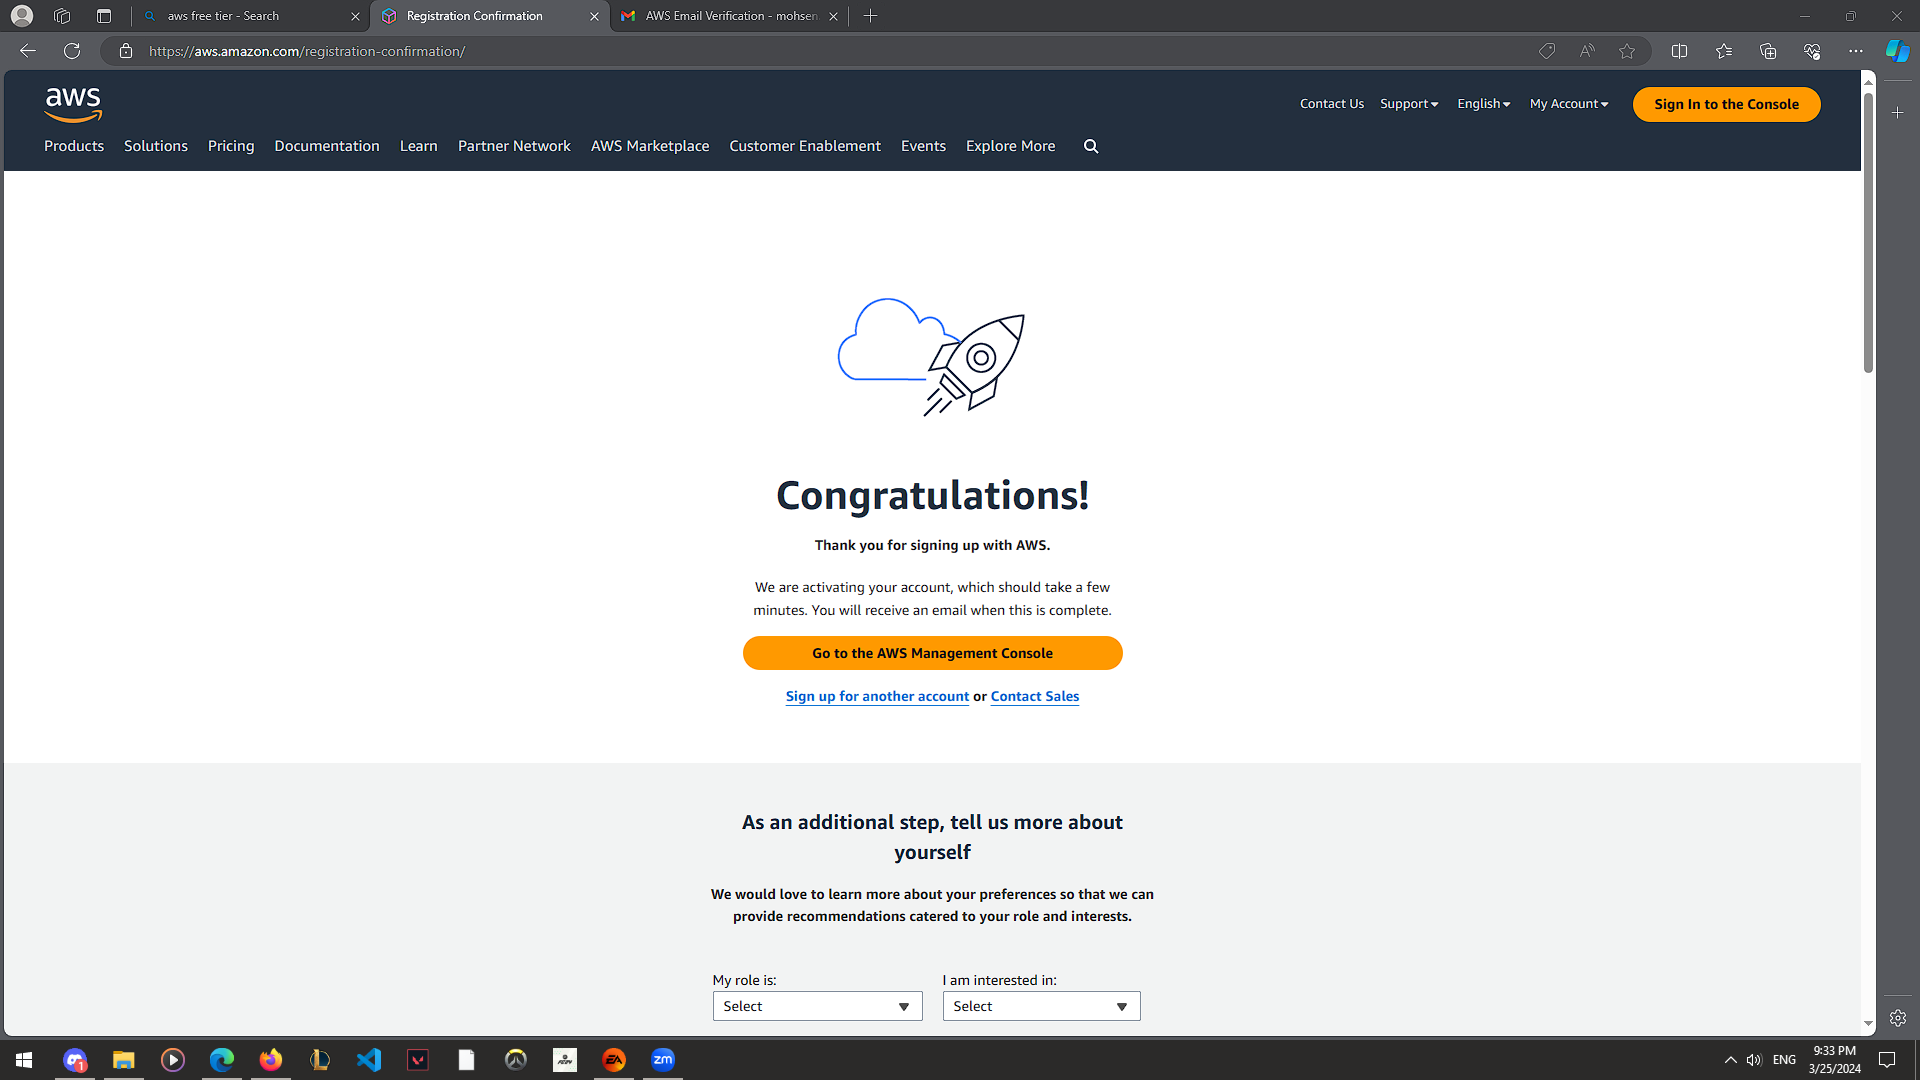 aws free tier - Search
Registration Confirmation
AWS Email Verification - mohsen
https://aws.amazon.com/registration-confirmation/
aws
Contact Us
Support
English
My Account
Sign In to the Console
Products
Solutions
Pricing
Documentation
Learn
Partner Network
AWS Marketplace
Customer Enablement
Events
Explore More
Congratulations!
Thank you for signing up with AWS.
We are activating your account, which should take a few
minutes. You will receive an email when this is complete.
Go to the AWS Management Console
Sign up for another account or Contact Sales
As an additional step, tell us more about
yourself
We would love to learn more about your preferences so that we can
provide recommendations catered to your role and interests.
My role is:
I am interested in:
Select
Select
1
EA
zm
ENG
9:33 PM
3/25/2024